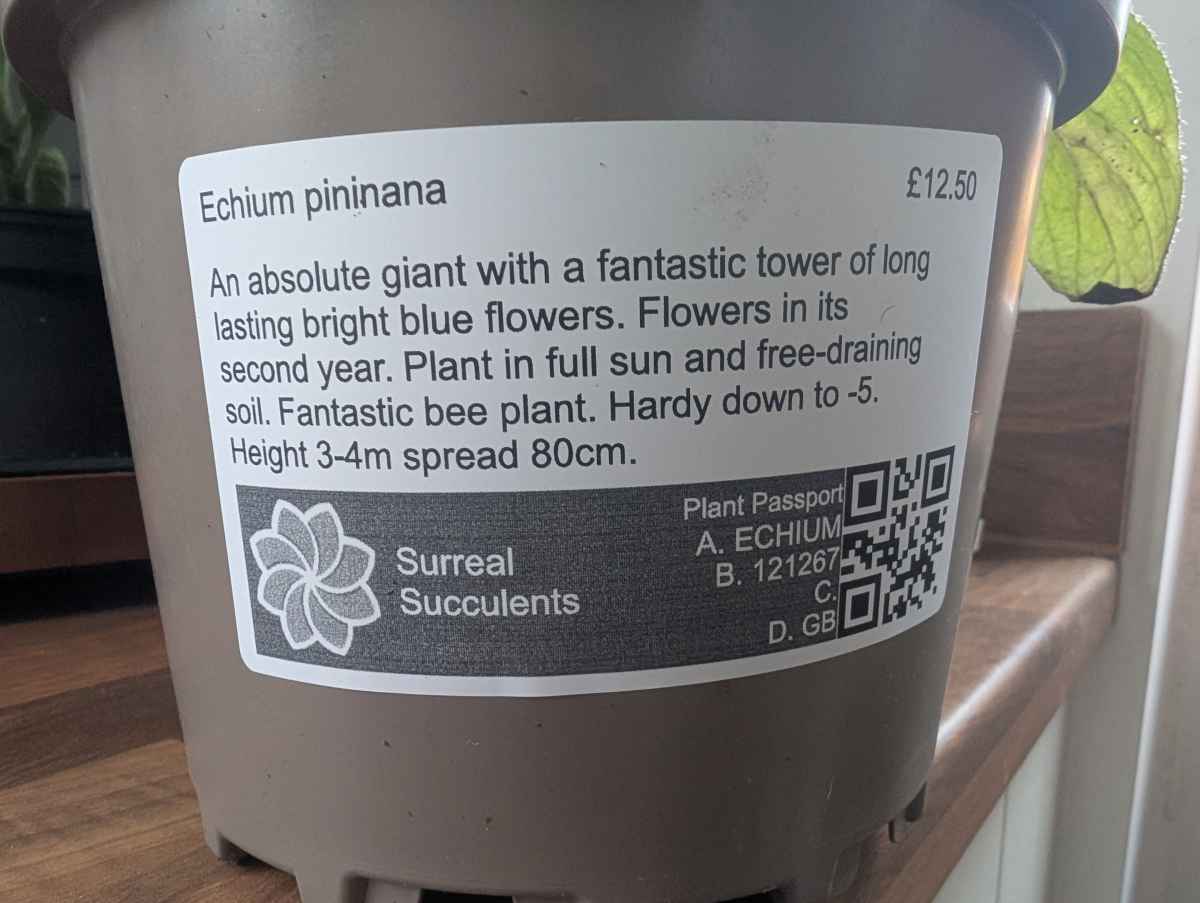 Echium pininana
£12.50
An absolute giant with a fantastic tower of long
lasting bright blue flowers. Flowers in its
second year. Plant in full sun and free-draining
soil. Fantastic bee plant. Hardy down to -5.
Height 3-4m spread 80cm.
Surreal
Succulents
Plant Passport
A. ECHIUM
B. 121267
C.
D. GB